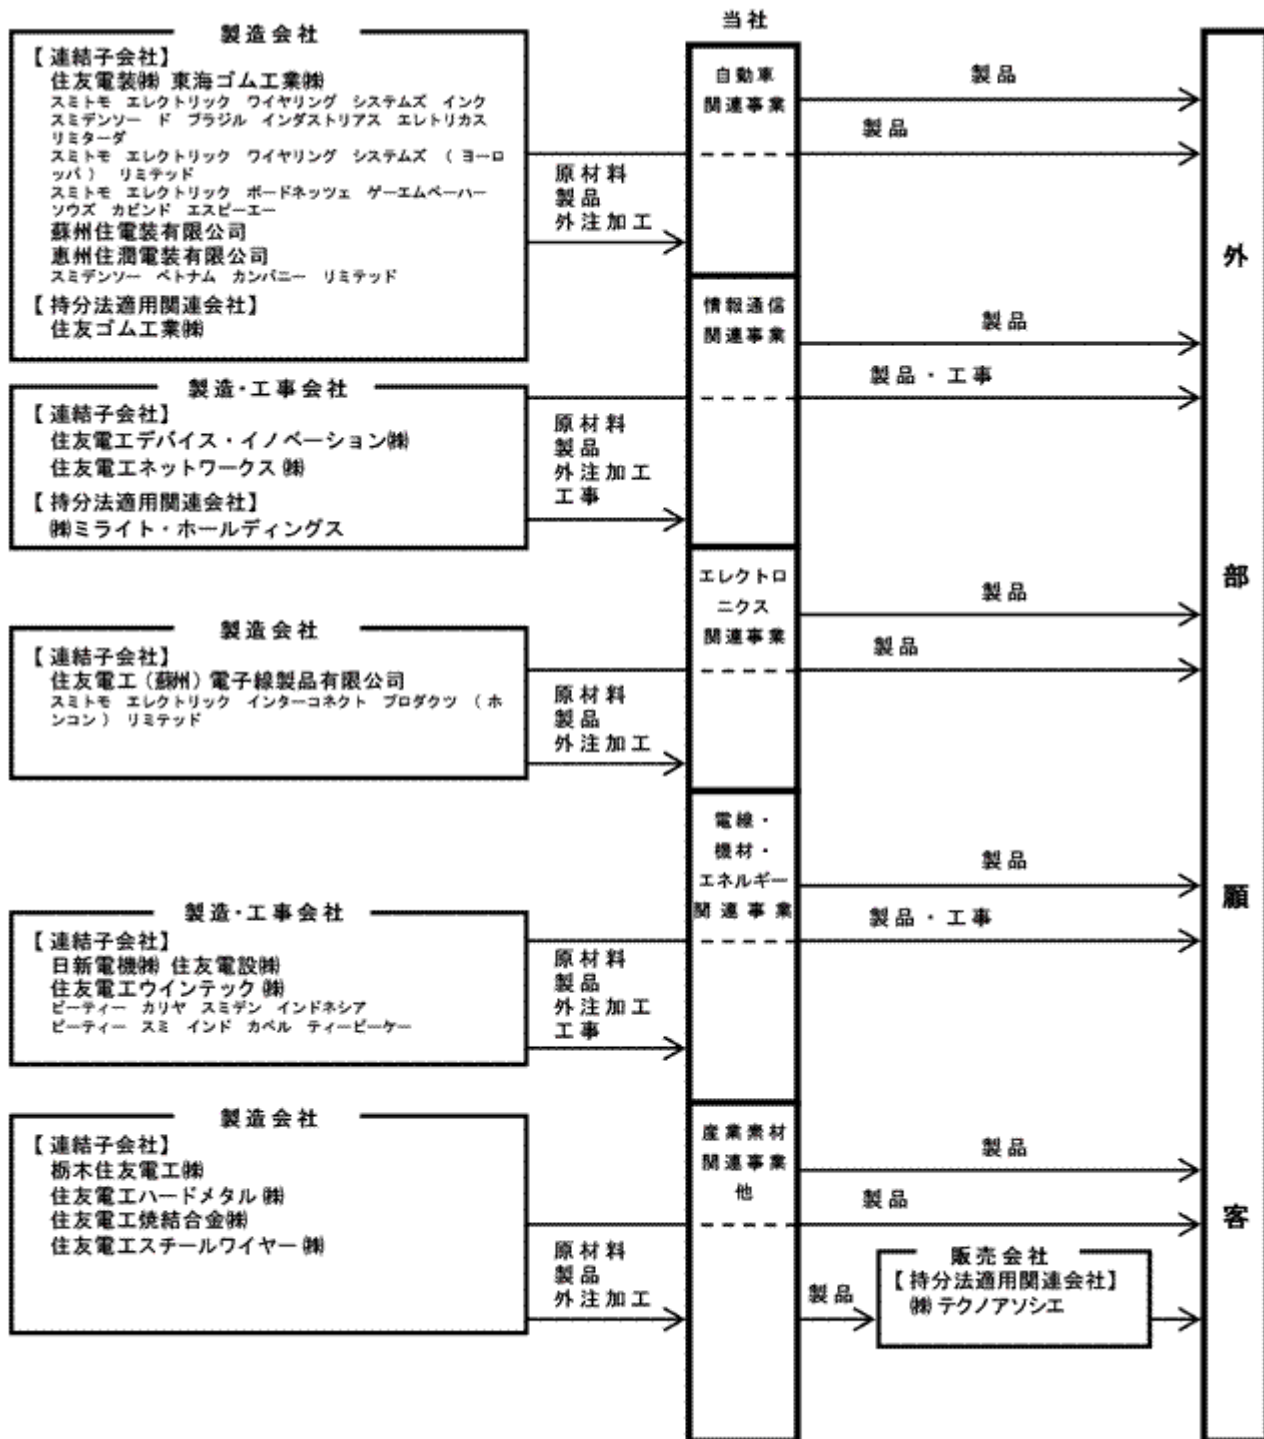 当社
製造会社
【連結子会社】
住友電装㈱ 東海ゴム工業㈱
スミトモ エレクトリック ワイヤリング システムズ インク
スミデンソー ド ブラジル インダストリアス エレトリカス
リミターダ
スミトモ エレクトリック ワイヤリング システムズ （ヨーロ
ッパ） リミテッド
スミトモ エレクトリック ボードネッツェ ゲーエムベーハー
ソウズ カビンド エスピーエー
蘇州住電装有限公司
惠州住潤電装有限公司
スミデンソー ベトナム カンパニー リミテッド
【持分法適用関連会社】
住友ゴム工業㈱
原材料
製品
外注加工
自動車
関連事業
製品
製品
製造・工事会社
【連結子会社】
住友電工デバイス・イノベーション㈱
住友電工ネットワークス㈱
【持分法適用関連会社】
㈱ミライト・ホールディングス
原材料
製品
外注加工
工事
情報通信
関連事業
製品
製品・工事
製造会社
【連結子会社】
住友電工（蘇州）電子線製品有限公司
スミトモ エレクトリック インターコネクト プロダクツ （ホ
ンコン） リミテッド
原材料
製品
外注加工
エレクトロ
ニクス
関連事業
製品
製品
製造・工事会社
【連結子会社】
日新電機㈱ 住友電設㈱
住友電工ウインテック㈱
ピーティー カリヤ スミデン インドネシア
ピーティー スミ インド カベル ティービーケー
原材料
製品
外注加工
工事
電線・
機材・
エネルギー
関連事業
製品
製品・工事
製造会社
【連結子会社】
栃木住友電工㈱
住友電工ハードメタル㈱
住友電工焼結合金㈱
住友電工スチールワイヤー㈱
原材料
製品
外注加工
産業素材
関連事業
他
製品
製品
製品
販売会社
【持分法適用関連会社】
㈱テクノアソシエ
外部顧客